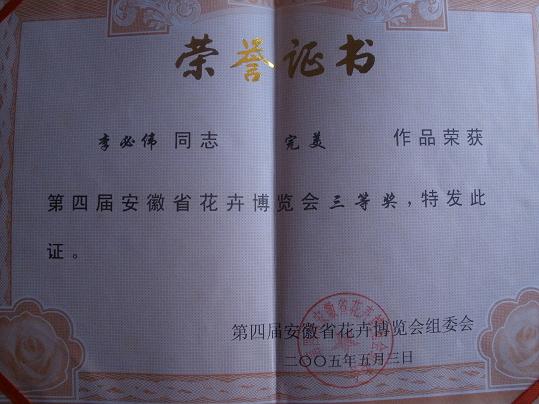 荣誉证书
李必伟 同志 完美 作品荣获
第四届安徽省花卉博览会三等奖，特发此
证。
第四届安徽省花卉博览会组委会
二〇〇五年五月三日